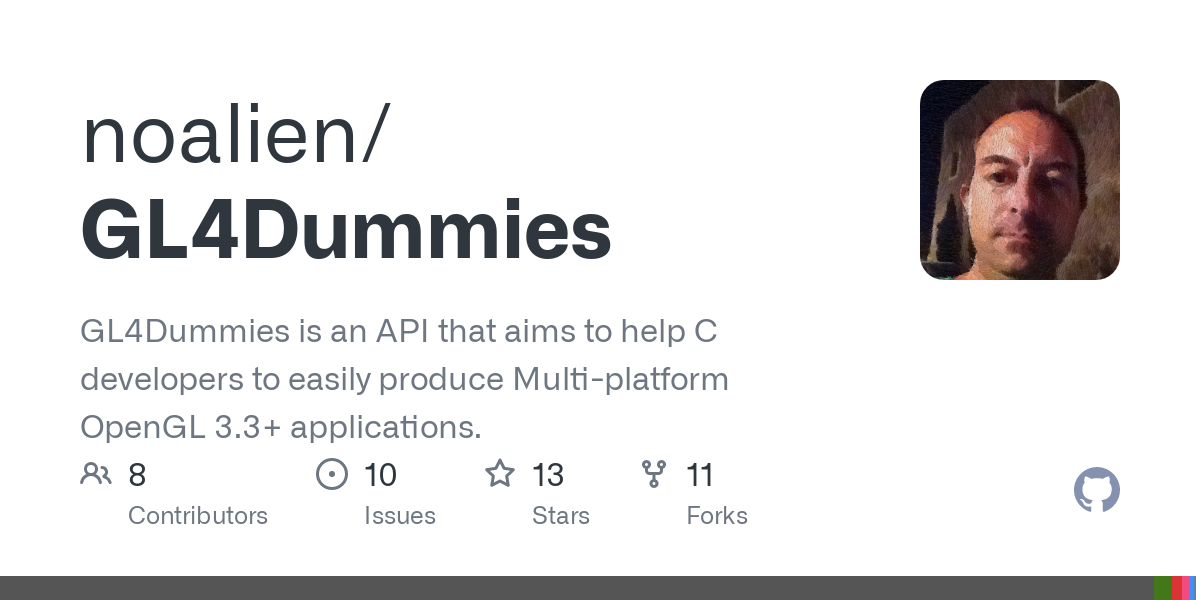 noalien/
GL4Dummies
GL4Dummies is an API that aims to help C
developers to easily produce Multi-platform
OpenGL 3.3+ applications.
8 10 13 11
Contributors Issues Stars Forks